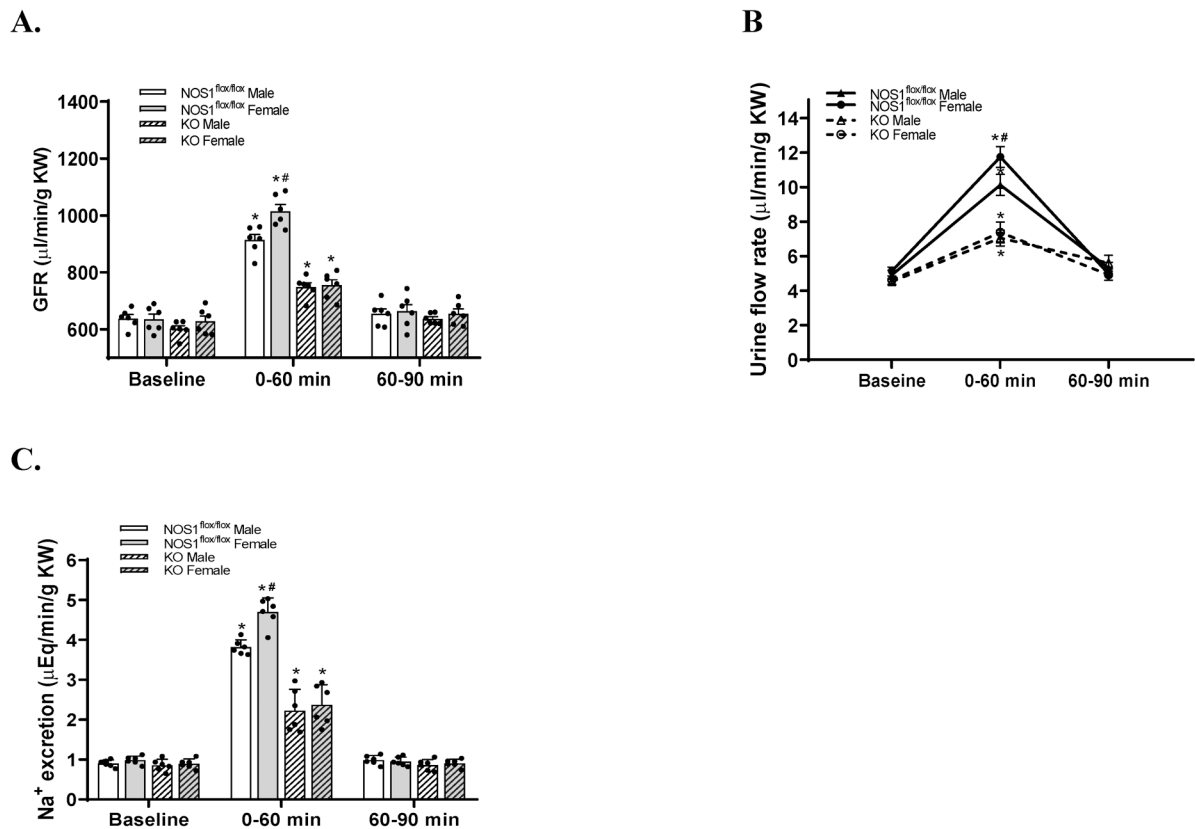 A.
NOS1flox/flox Male
NOS1flox/flox Female
KO Male
KO Female
GFR (µl/min/g KW)
1400
1200
1000
800
600
* *# * *
Baseline 0-60 min 60-90 min
B
NOS1flox/flox Male
NOS1flox/flox Female
KO Male
KO Female
Urine flow rate (µl/min/g KW)
14
12
10
8
6
4
2
0
*#
*
*
*
Baseine 0-60 min 60-90 min
C.
NOS1flox/flox Male
NOS1flox/flox Female
KO Male
KO Female
Na+ excretion (µEq/min/g KW)
6
5
4
3
2
1
0
* *# * *
Baseline 0-60 min 60-90 min